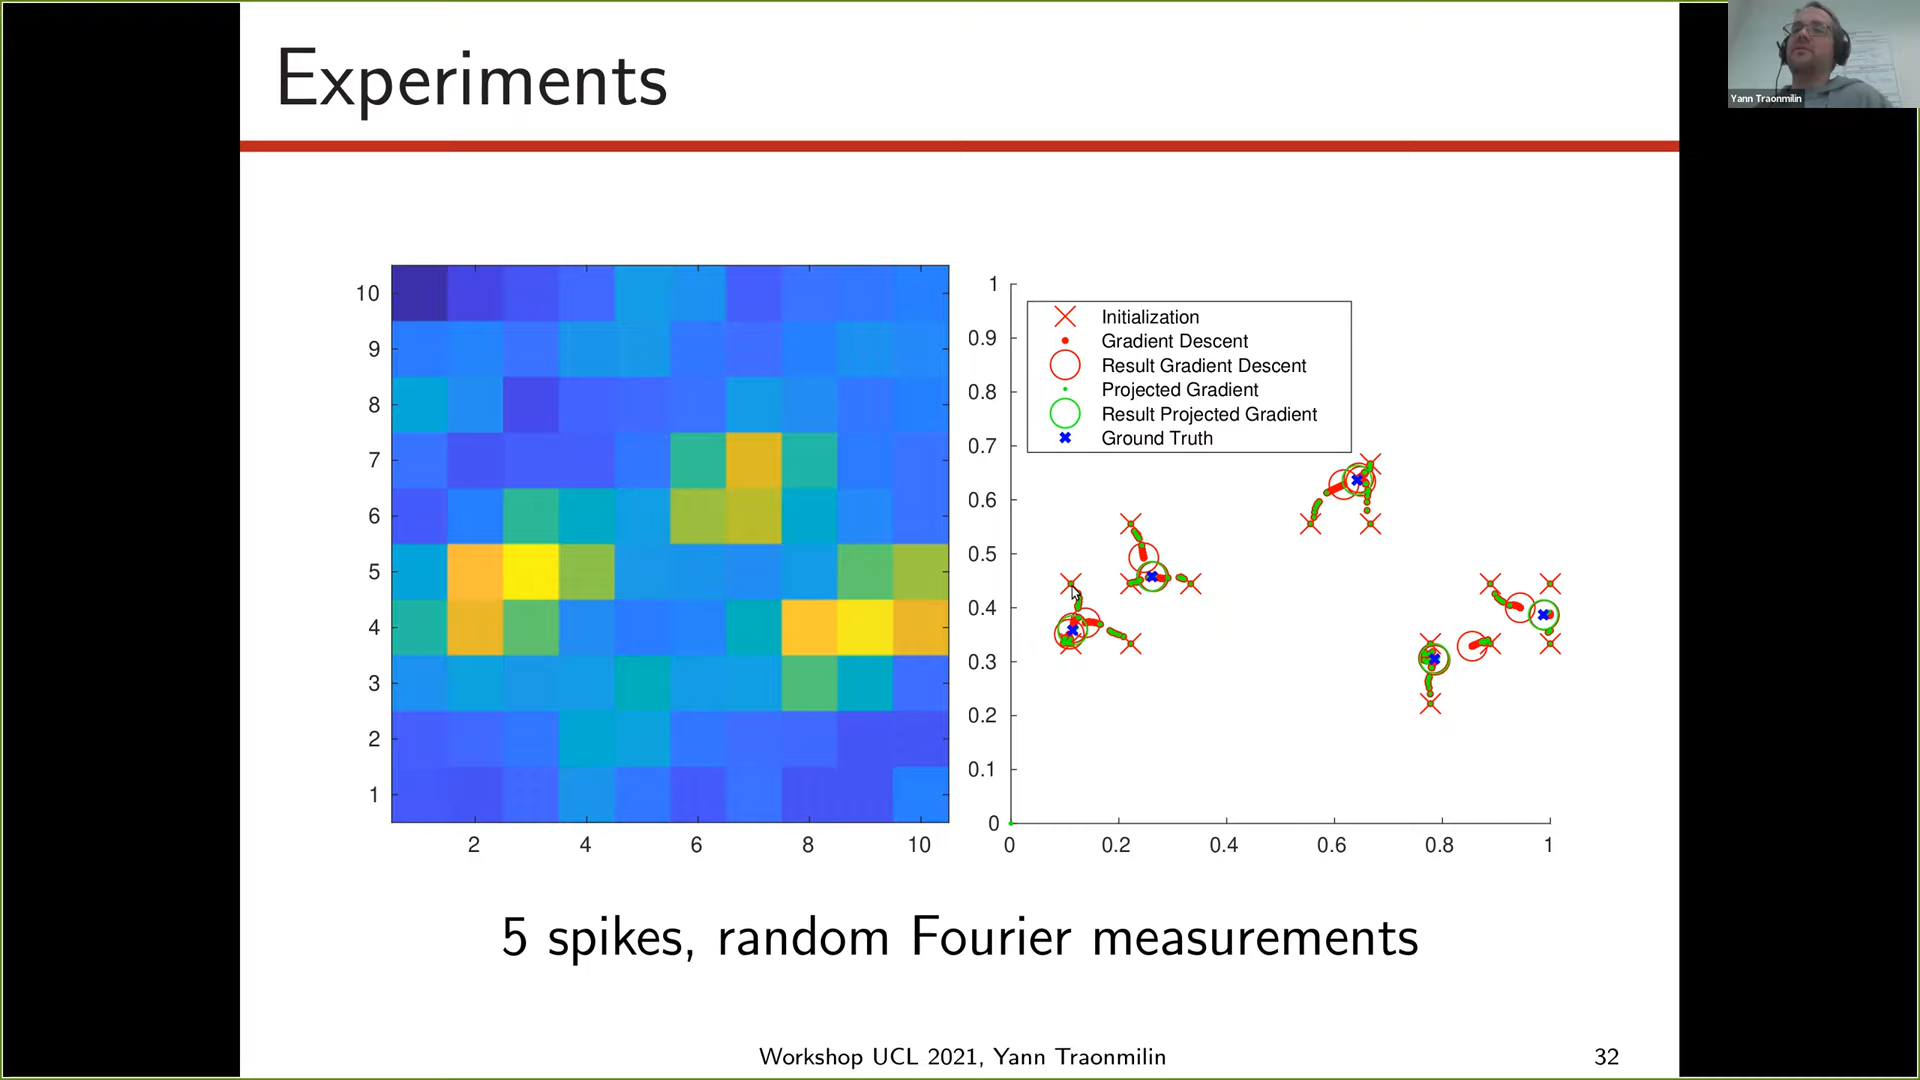 Experiments
Yann Traonmilin
10
9
8
7
6
5
4
3
2
1
2 4 6 8 10
1
0.9
0.8
0.7
0.6
0.5
0.4
0.3
0.2
0.1
0
0 0.2 0.4 0.6 0.8 1
Initialization
Gradient Descent
Result Gradient Descent
Projected Gradient
Result Projected Gradient
Ground Truth
5 spikes, random Fourier measurements
Workshop UCL 2021, Yann Traonmilin
32